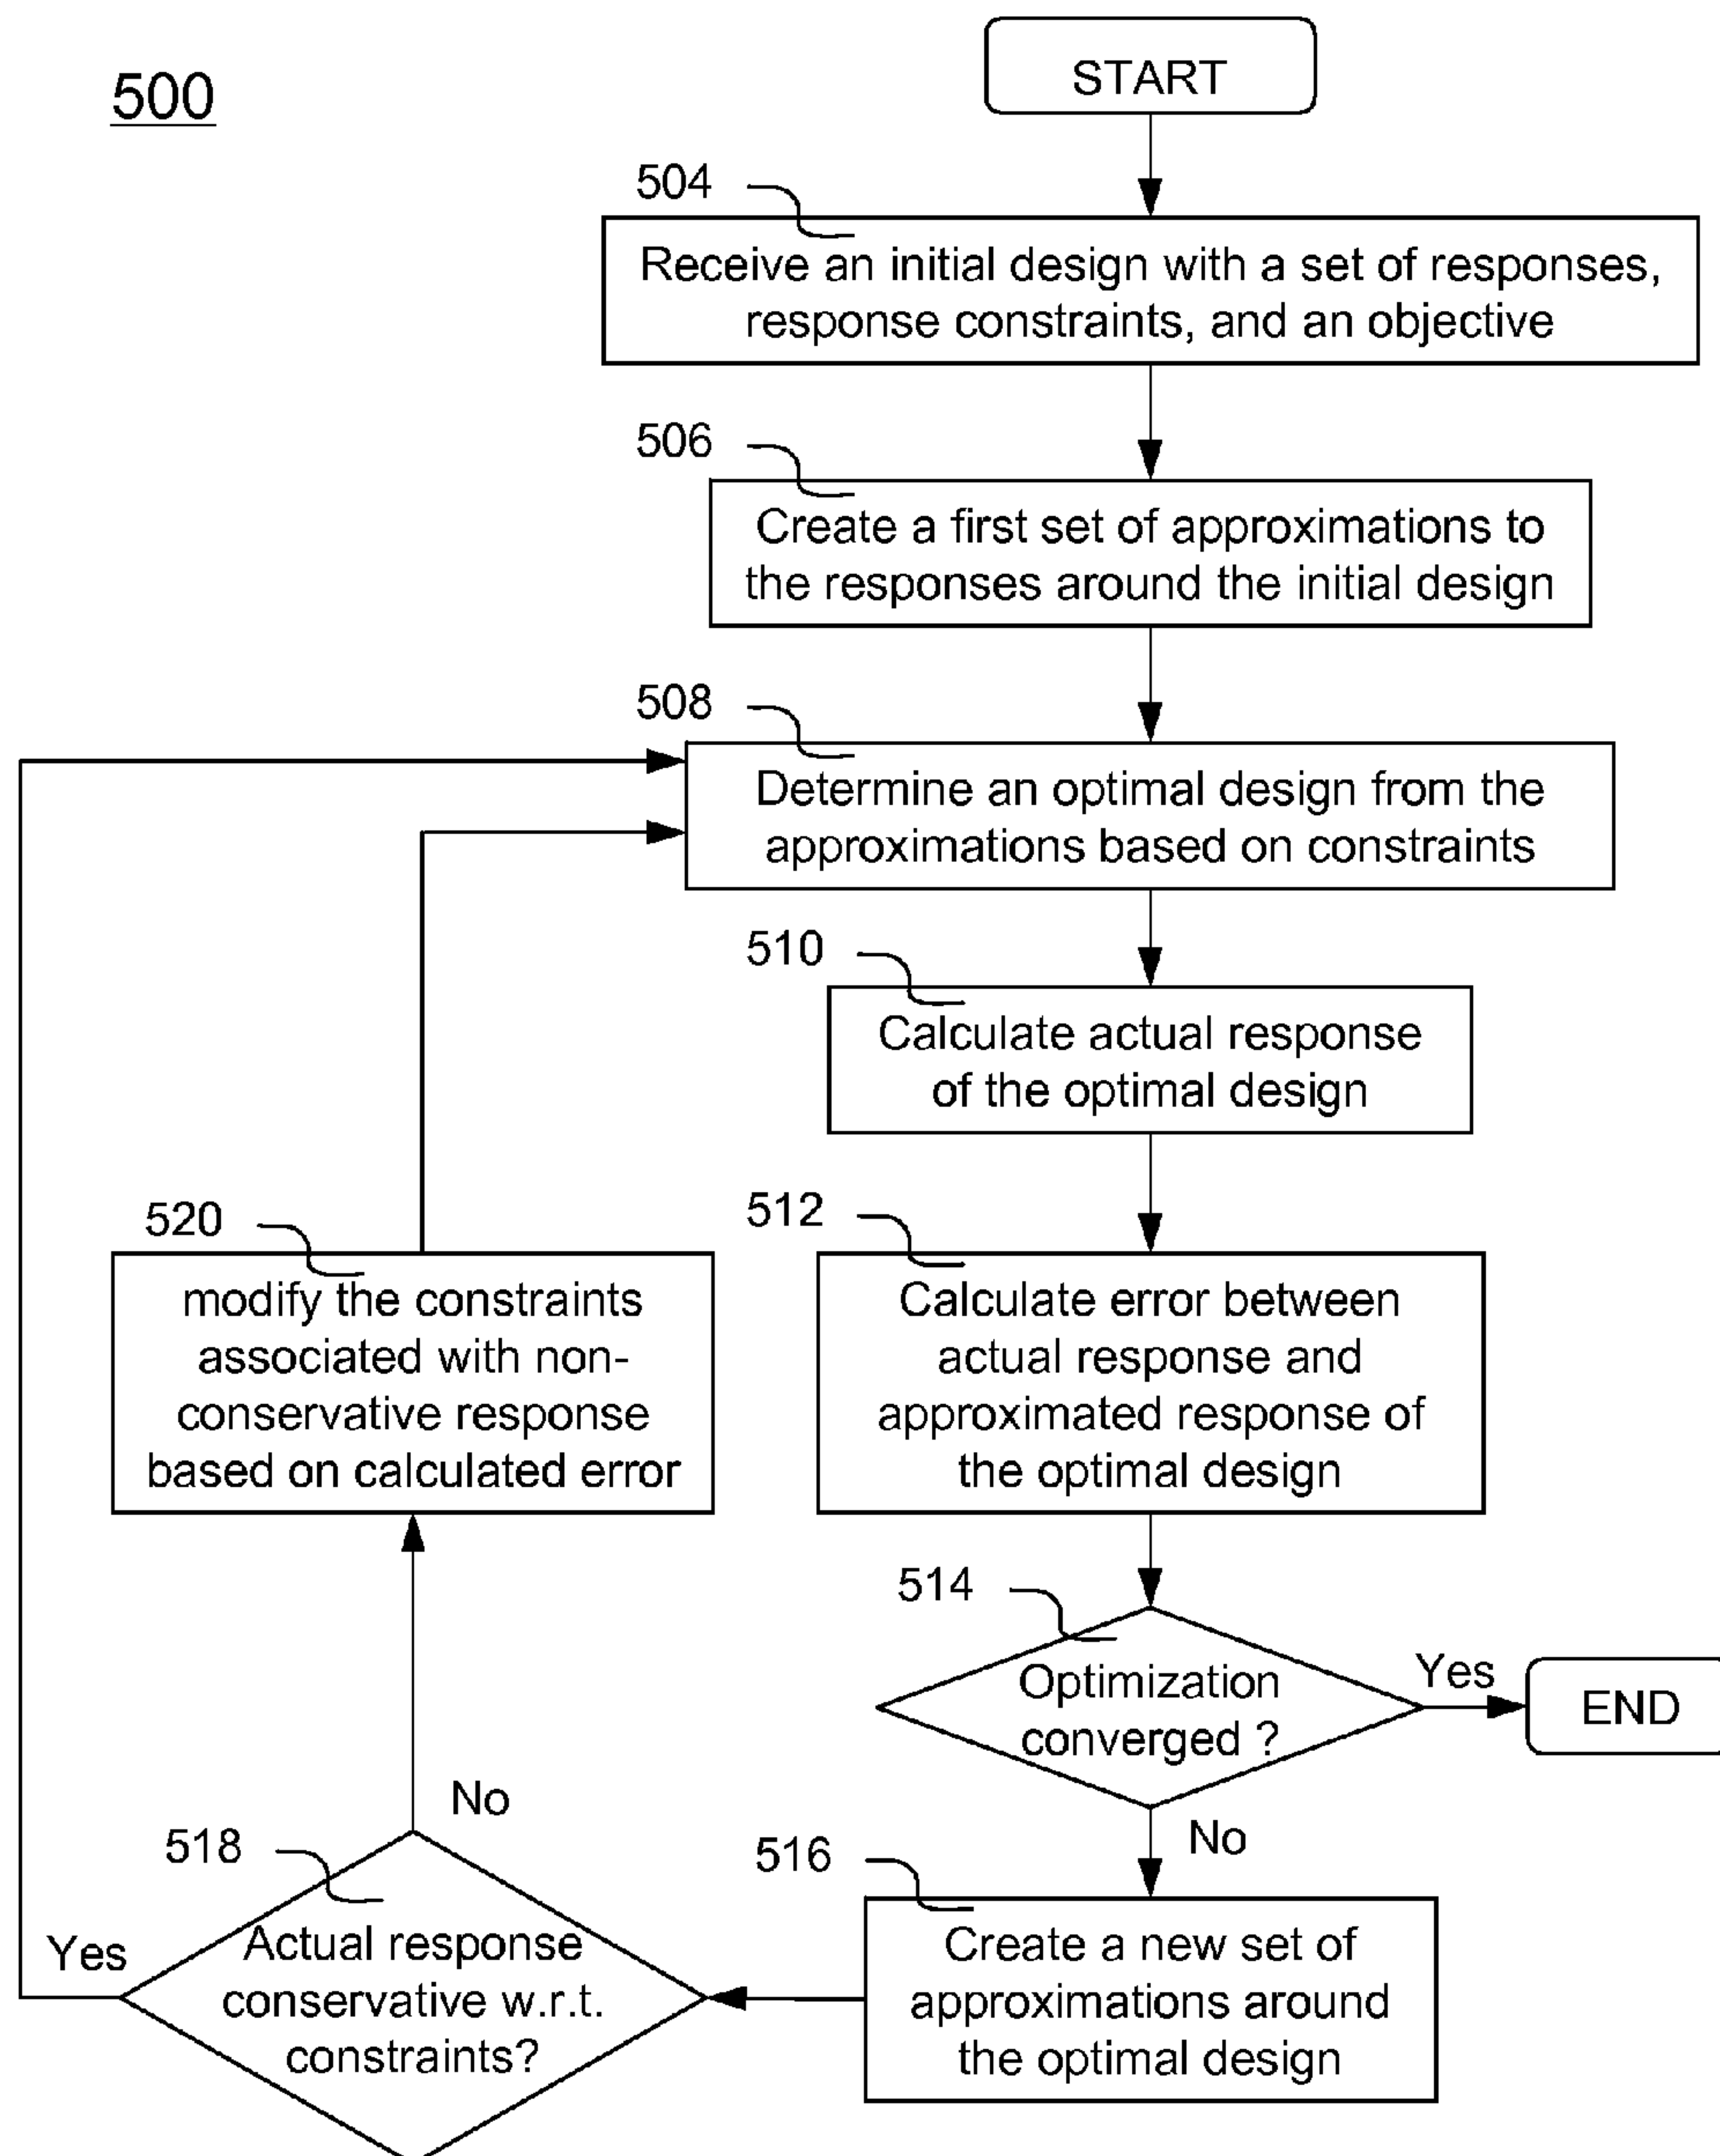 500
START
504
Receive an initial design with a set of responses,
response constraints, and an objective
506
Create a first set of approximations to
the responses around the initial design
508
Determine an optimal design from the
approximations based on constraints
510
Calculate actual response
of the optimal design
512
Calculate error between
actual response and
approximated response of
the optimal design
520
modify the constraints
associated with non-
conservative response
based on calculated error
514
Optimization
converged ?
Yes
END
No
516
Create a new set of
approximations around
the optimal design
518
Actual response
conservative w.r.t.
constraints?
No
Yes